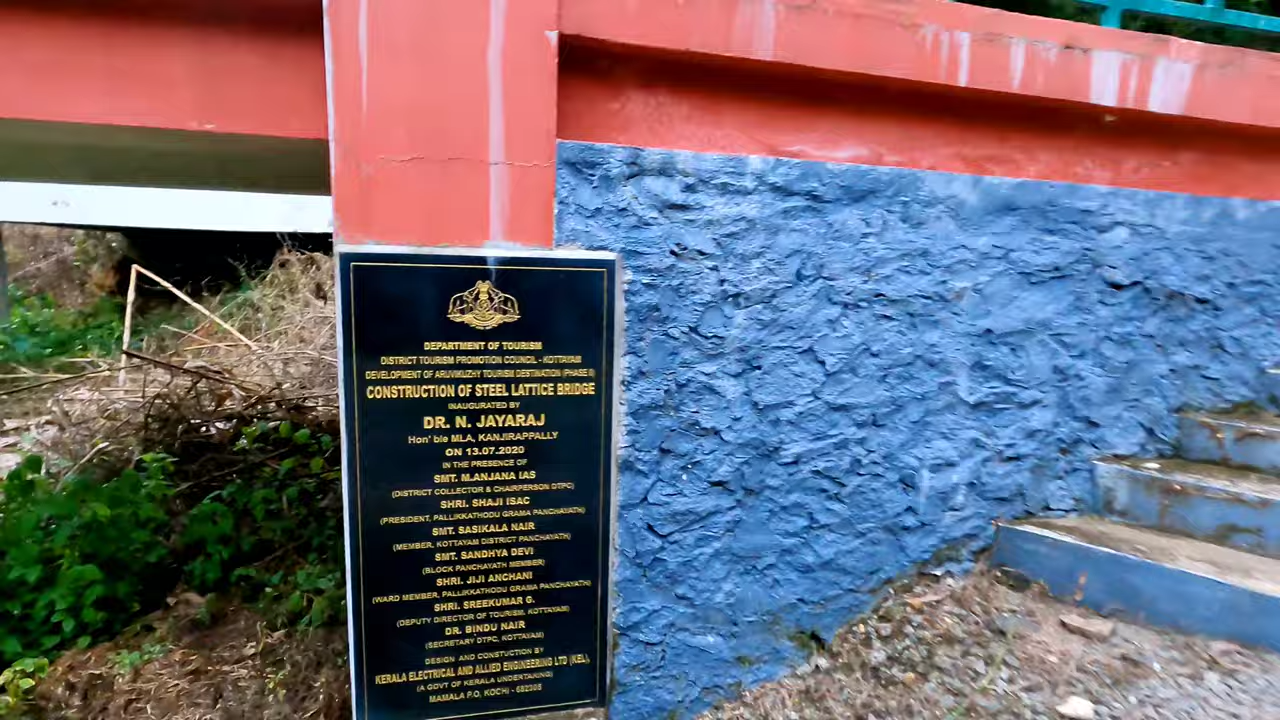 DEPARTMENT OF TOURISM
DISTRICT TOURISM PROMOTION COUNCIL - KOTTAYAM
DEVELOPMENT OF ARUVIKUZHY TOURISM DESTINATION (PHASE II)
CONSTRUCTION OF STEEL LATTICE BRIDGE
INAUGURATED BY
DR. N. JAYARAJ
Hon' ble MLA, KANJIRAPPALLY
ON 13.07.2020
IN THE PRESENCE OF
SMT. M.ANJANA IAS
(DISTRICT COLLECTOR & CHAIRPERSON DTPC)
SHRI. SHAJI ISAC
(PRESIDENT, PALLIKKATHODU GRAMA PANCHAYATH)
SMT. SASIKALA NAIR
(MEMBER, KOTTAYAM DISTRICT PANCHAYATH)
SMT. SANDHYA DEVI
(BLOCK PANCHAYATH MEMBER)
SHRI. JIJI ANCHANI
(WARD MEMBER, PALLIKKATHODU GRAMA PANCHAYATH)
SHRI. SREEKUMAR G.
(DEPUTY DIRECTOR OF TOURISM, KOTTAYAM)
DR. BINDU NAIR
(SECRETARY DTPC, KOTTAYAM)
DESIGN AND CONSTUCTION BY
KERALA ELECTRICAL AND ALLIED ENGINEERING LTD (KEL),
(A GOVT OF KERALA UNDERTAKING)
MAMALA P.O, KOCHI - 682305